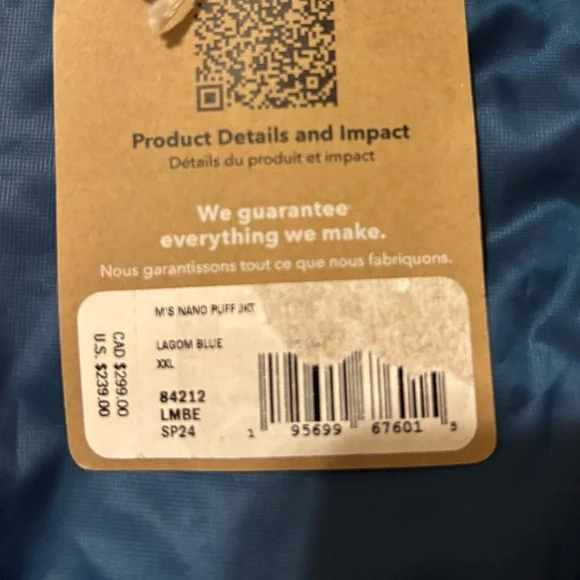 Product Details and Impact
Détails du produit et impact
We guarantee
everything we make.
Nous garantissons tout ce que nous fabriquons.
M'S NANO PUFF JKT
LAGOM BLUE
XXL
84212
LMBE
SP24
CAD $299.00
U.S. $239.00
1 95699 67601 5